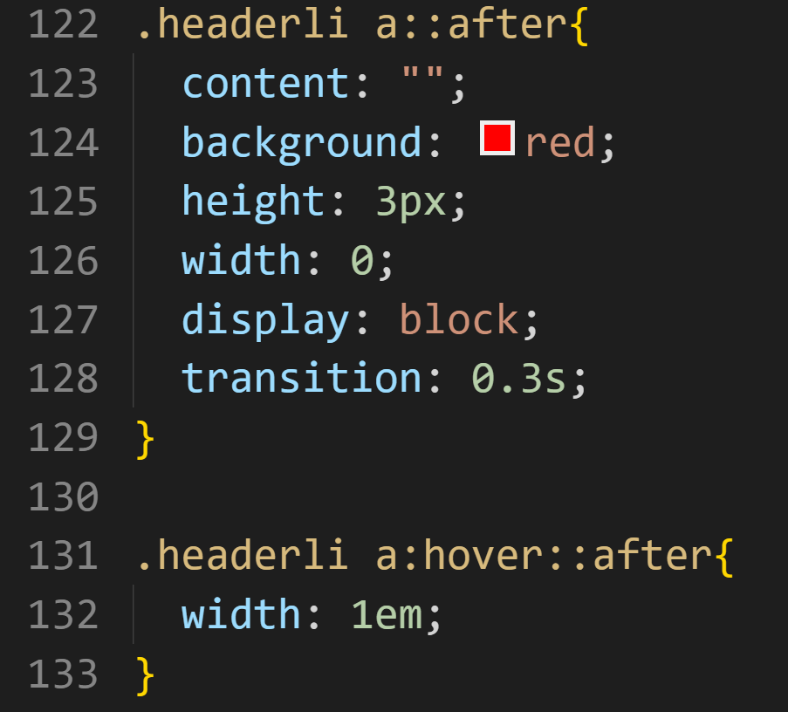 122 .headerli a::after{
123 content: "";
124 background: red;
125 height: 3px;
126 width: 0;
127 display: block;
128 transition: 0.3s;
129 }
130
131 .headerli a:hover::after{
132 width: 1em;
133 }